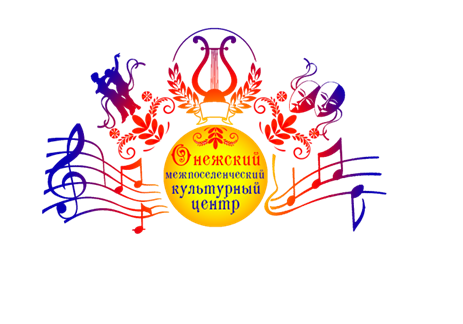 Онежский
межпоселенческий
культурный
центр